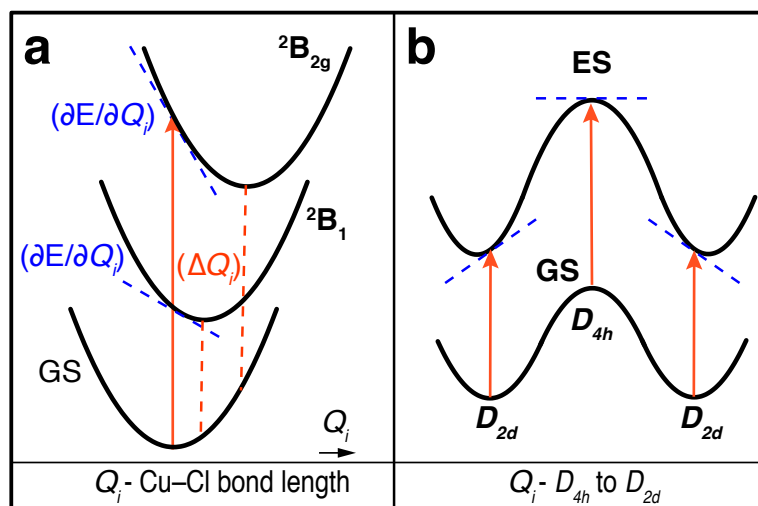 a
²B₂g
(∂E/∂Qᵢ)
²B₁
(∂E/∂Qᵢ)
(ΔQᵢ)
GS
Qᵢ
Qᵢ - Cu–Cl bond length
b
ES
GS
D₄ₕ
D₂d
D₂d
Qᵢ - D₄ₕ to D₂d